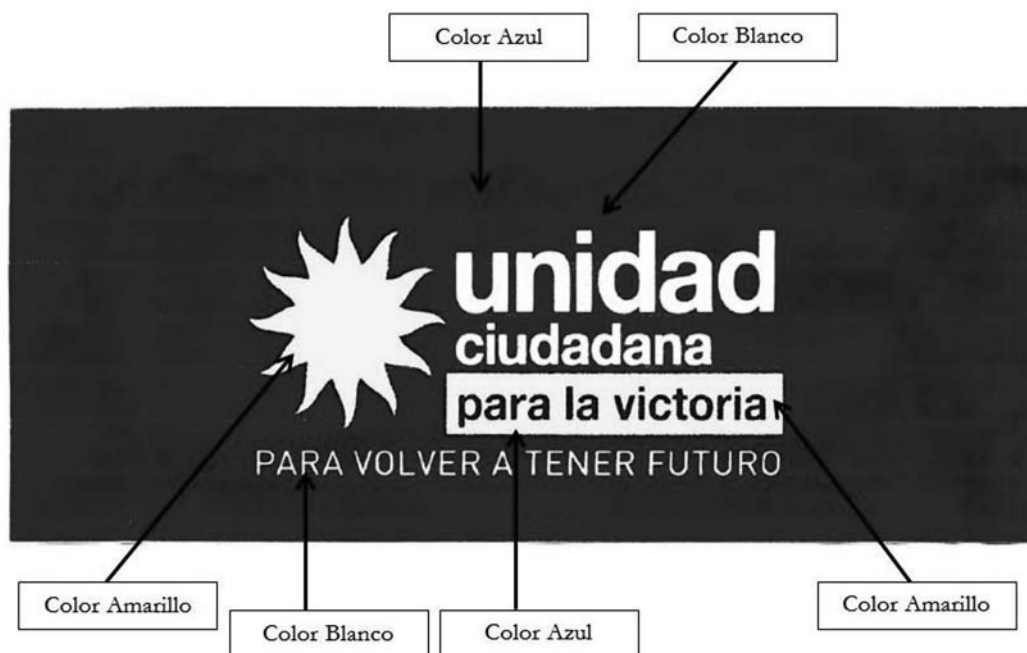 Color Azul
Color Blanco
unidad
ciudadana
para la victoria
PARA VOLVER A TENER FUTURO
Color Amarillo
Color Blanco
Color Azul
Color Amarillo